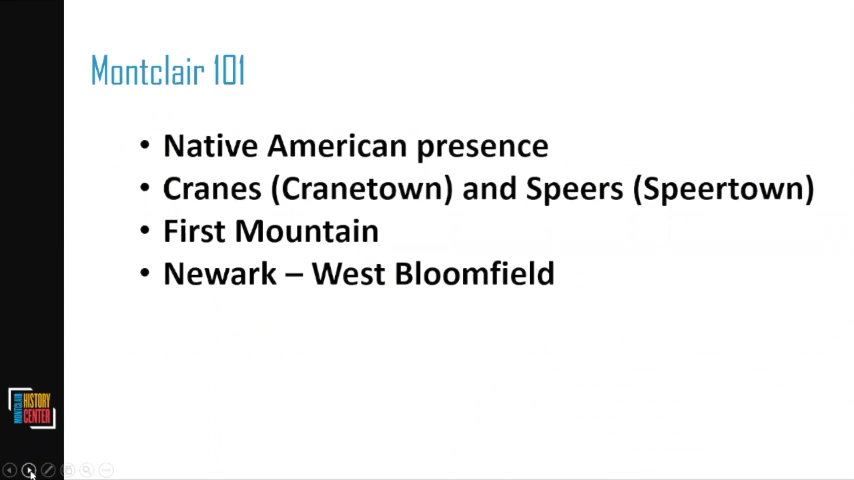 Montclair 101
• Native American presence
• Cranes (Cranetown) and Speers (Speertown)
• First Mountain
• Newark – West Bloomfield
MONTCLAIR
HISTORY
CENTER